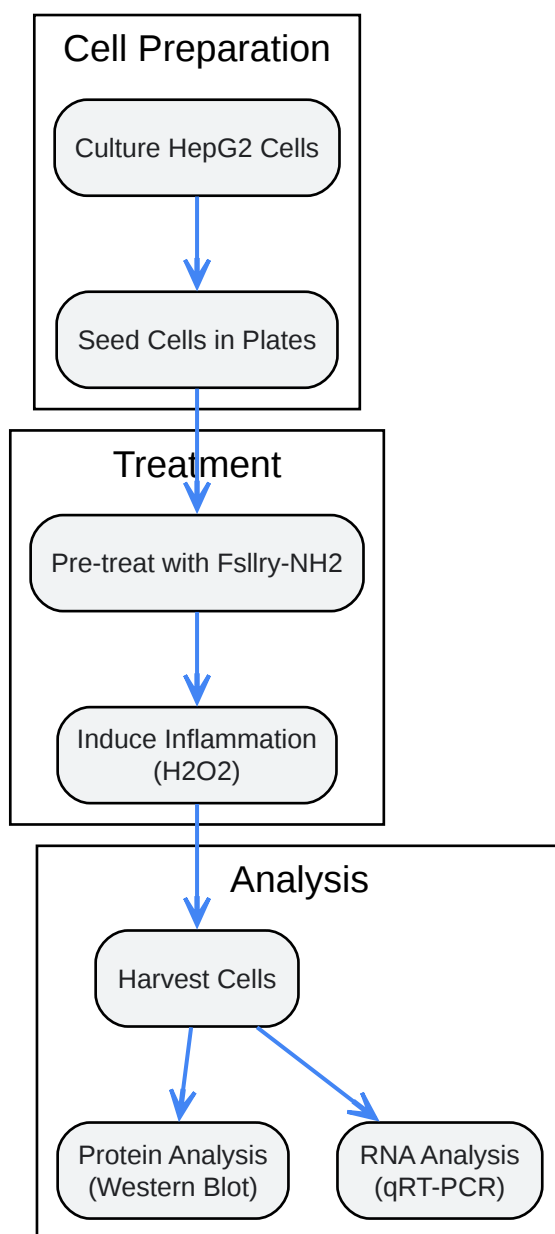 Cell Preparation
Culture HepG2 Cells
Seed Cells in Plates
Treatment
Pre-treat with Fsllry-NH2
Induce Inflammation
(H2O2)
Analysis
Harvest Cells
Protein Analysis
(Western Blot)
RNA Analysis
(qRT-PCR)